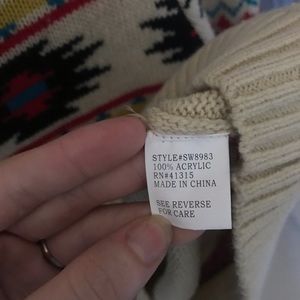 STYLE#SW8983
100% ACRYLIC
RN#41315
MADE IN CHINA
SEE REVERSE
FOR CARE